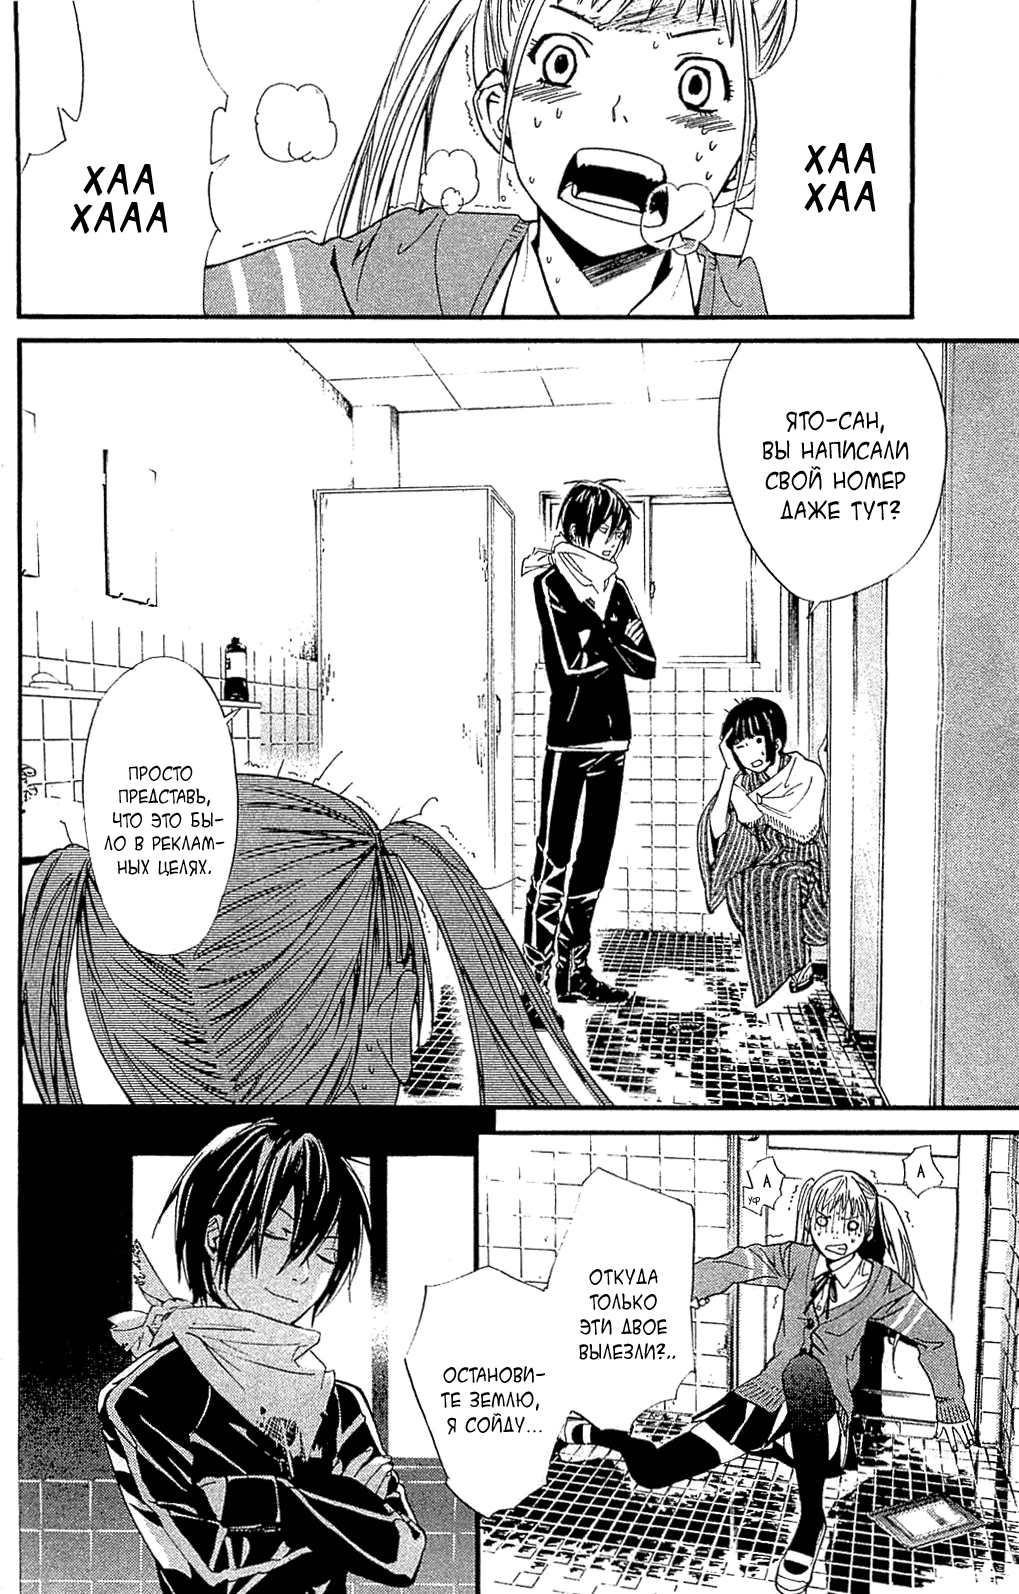 ХАА
ХАА
ХАА
ХААА
ЯТО-САН,
ВЫ НАПИСАЛИ
СВОЙ НОМЕР
ДАЖЕ ТУТ?
ПРОСТО
ПРЕДСТАВЬ,
ЧТО ЭТО БЫ-
ЛО В РЕКЛАМ-
НЫХ ЦЕЛЯХ.
А
А
УФ
ОТКУДА
ТОЛЬКО
ЭТИ ДВОЕ
ВЫЛЕЗЛИ?..
ОСТАНОВИ-
ТЕ ЗЕМЛЮ,
Я СОЙДУ...